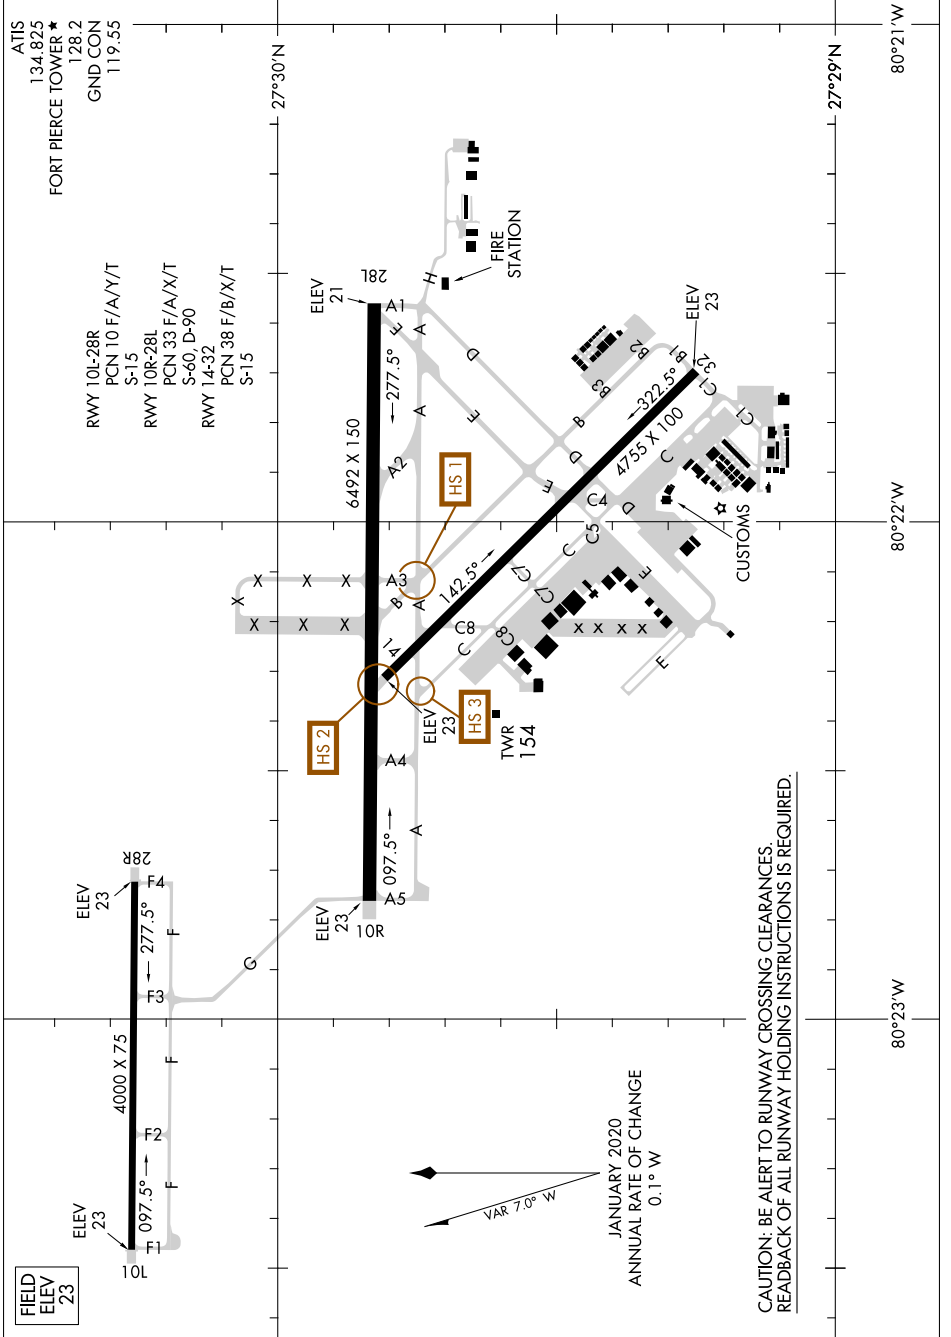 FIELD
ELEV
23
ATIS
134.825
FORT PIERCE TOWER ★
128.2
GND CON
119.55
RWY 10L-28R
PCN 10 F/A/Y/T
S-15
RWY 10R-28L
PCN 33 F/A/X/T
S-60, D-90
RWY 14-32
PCN 38 F/B/X/T
S-15
10L
ELEV
23
097.5°
4000 X 75
277.5°
ELEV
23
28R
F1
F2
F3
F4
F
F
F
G
27°30'N
X
X
X
X
X
X
X
ELEV
23
10R
097.5°
6492 X 150
277.5°
ELEV
21
28L
A5
A4
A3
A2
A1
A
A
A
A
B
HS 2
HS 1
HS 3
14
ELEV
23
142.5°
4755 X 100
322.5°
32
ELEV
23
H
FIRE
STATION
E
E
E
E
E
D
D
D
B
B3
B2
B1
C1
C1
C
C
C
C4
C5
C7
C7
C8
C8
X
X
X
X
TWR
154
CUSTOMS
27°29'N
VAR 7.0° W
JANUARY 2020
ANNUAL RATE OF CHANGE
0.1° W
CAUTION: BE ALERT TO RUNWAY CROSSING CLEARANCES.
READBACK OF ALL RUNWAY HOLDING INSTRUCTIONS IS REQUIRED.
80°23'W
80°22'W
80°21'W